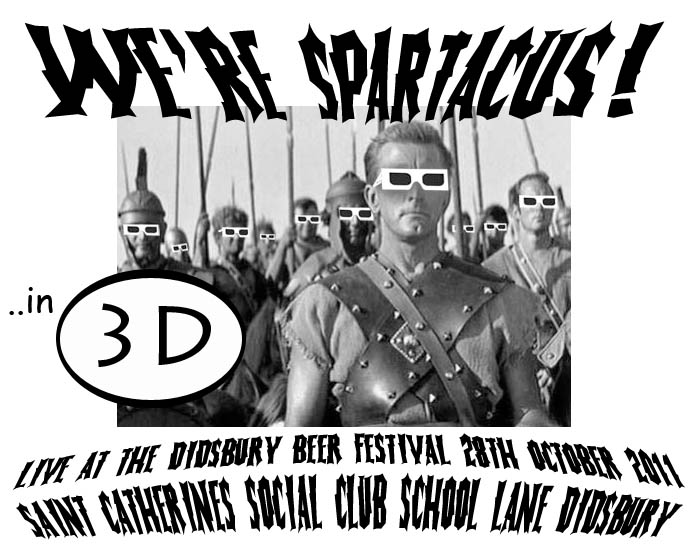 WE'RE SPARTACUS!
..in
3D
LIVE AT THE DIDSBURY BEER FESTIVAL 28TH OCTOBER 2011
SAINT CATHERINES SOCIAL CLUB SCHOOL LANE DIDSBURY